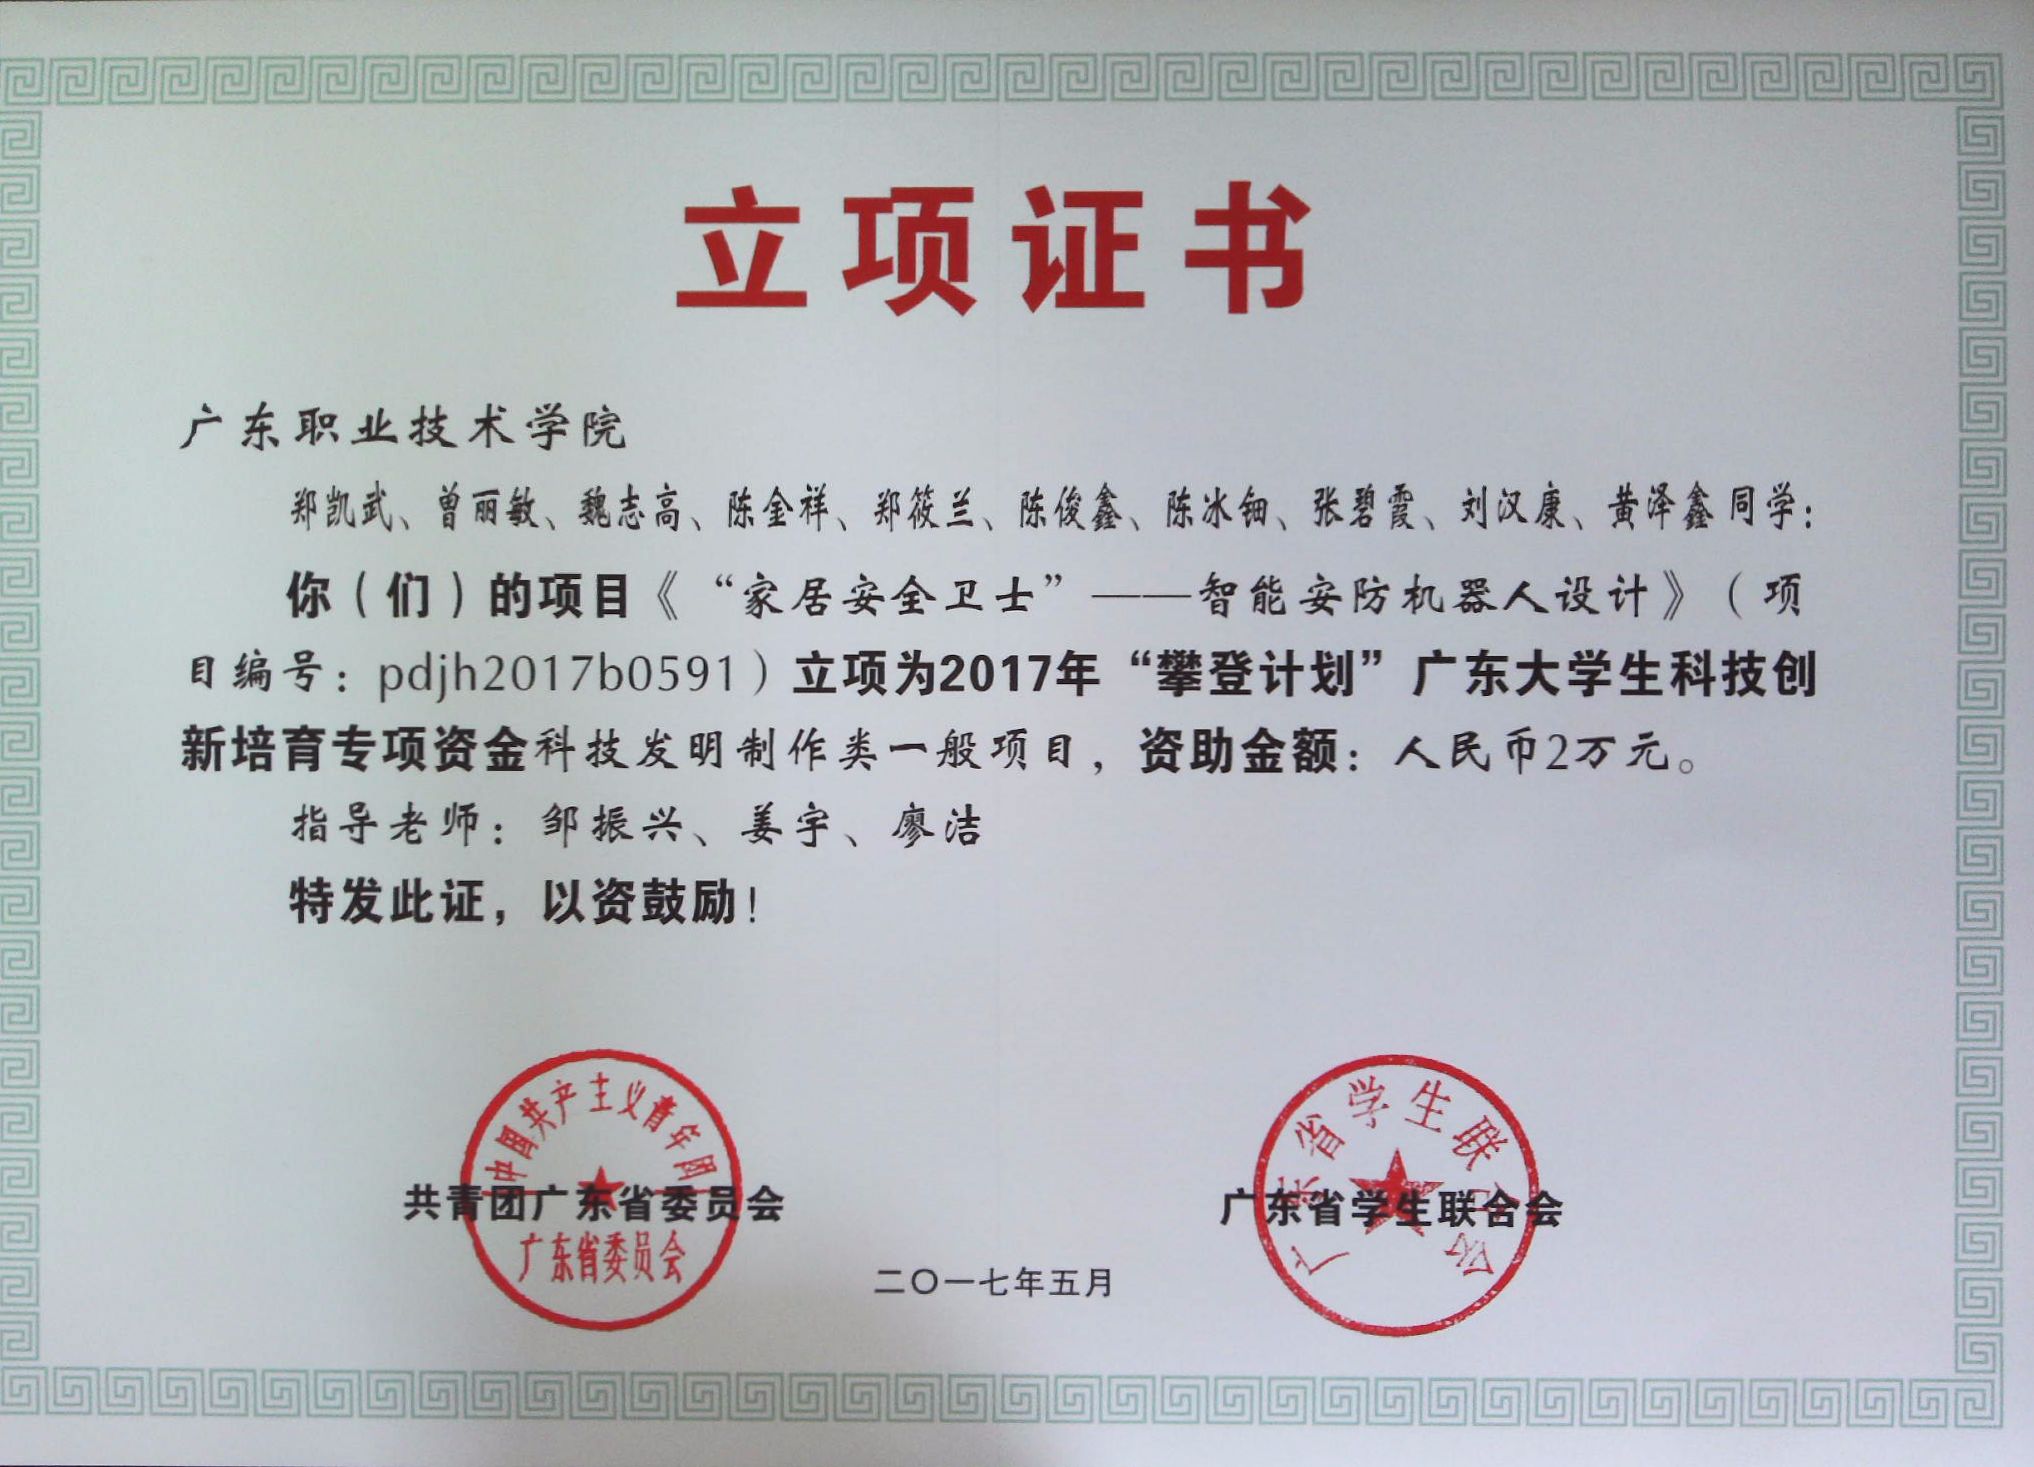 立项证书
广东职业技术学院
郑凯武、曾丽敏、魏志高、陈金祥、郑筱兰、陈俊鑫、陈冰钿、张碧霞、刘汉康、黄泽鑫同学：
你（们）的项目《“家居安全卫士”——智能安防机器人设计》（项
目编号：pdjh2017b0591）立项为2017年“攀登计划”广东大学生科技创
新培育专项资金科技发明制作类一般项目，资助金额：人民币2万元。
指导老师：邹振兴、姜宇、廖洁
特发此证，以资鼓励！
中国共产主义青年团
共青团广东省委员会
广东省委员会
广东省学生联合会
广东省学生联合会
二〇一七年五月